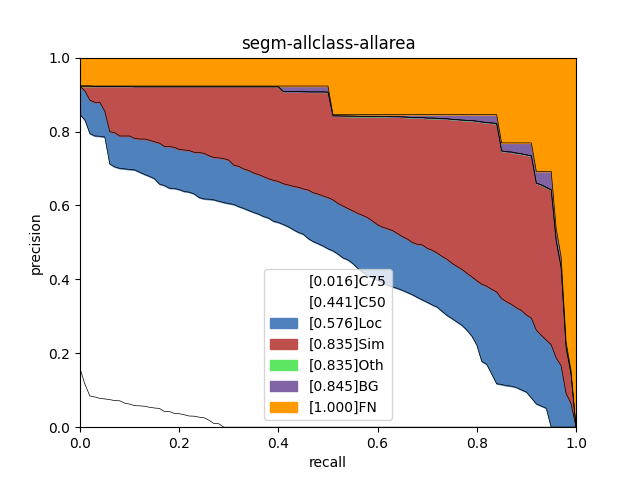 segm-allclass-allarea
1.0
0.8
0.6
0.4
0.2
0.0
precision
[0.016]C75
[0.441]C50
[0.576]Loc
[0.835]Sim
[0.835]Oth
[0.845]BG
[1.000]FN
0.0 0.2 0.4 0.6 0.8 1.0
recall